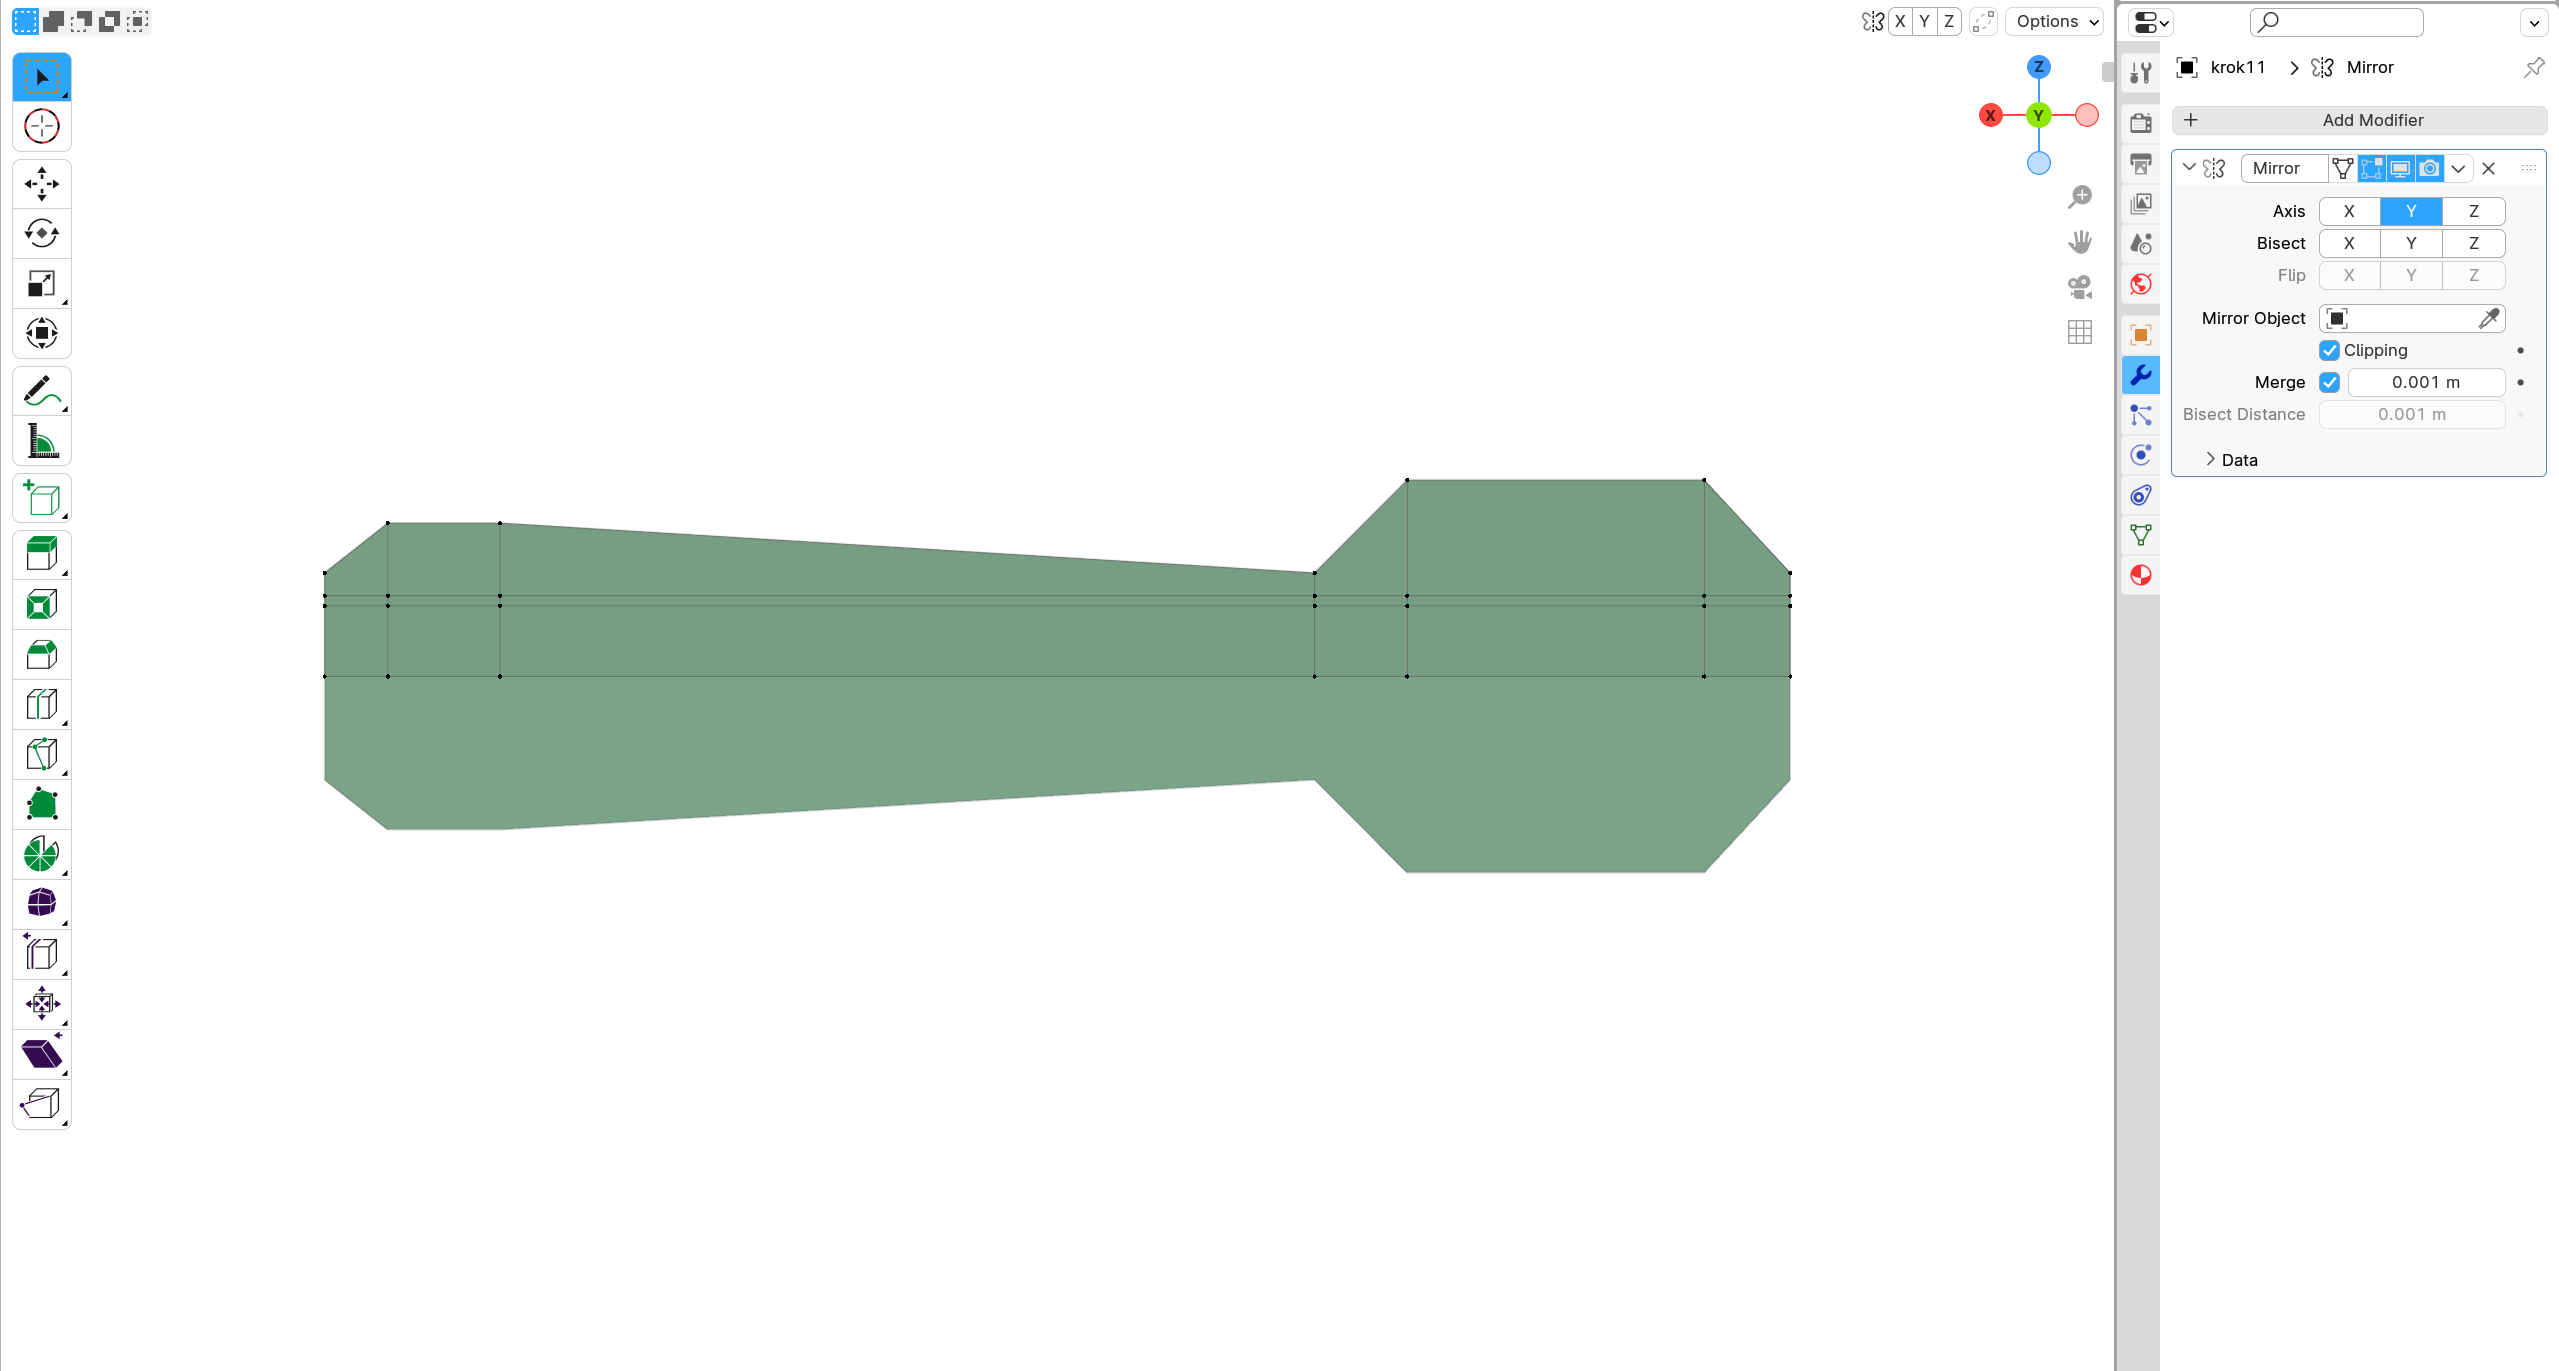 X Y Z Options
Z
X Y
krok11 Mirror
Add Modifier
Mirror
Axis X Y Z
Bisect X Y Z
Flip X Y Z
Mirror Object
Clipping
Merge 0.001 m
Bisect Distance 0.001 m
Data